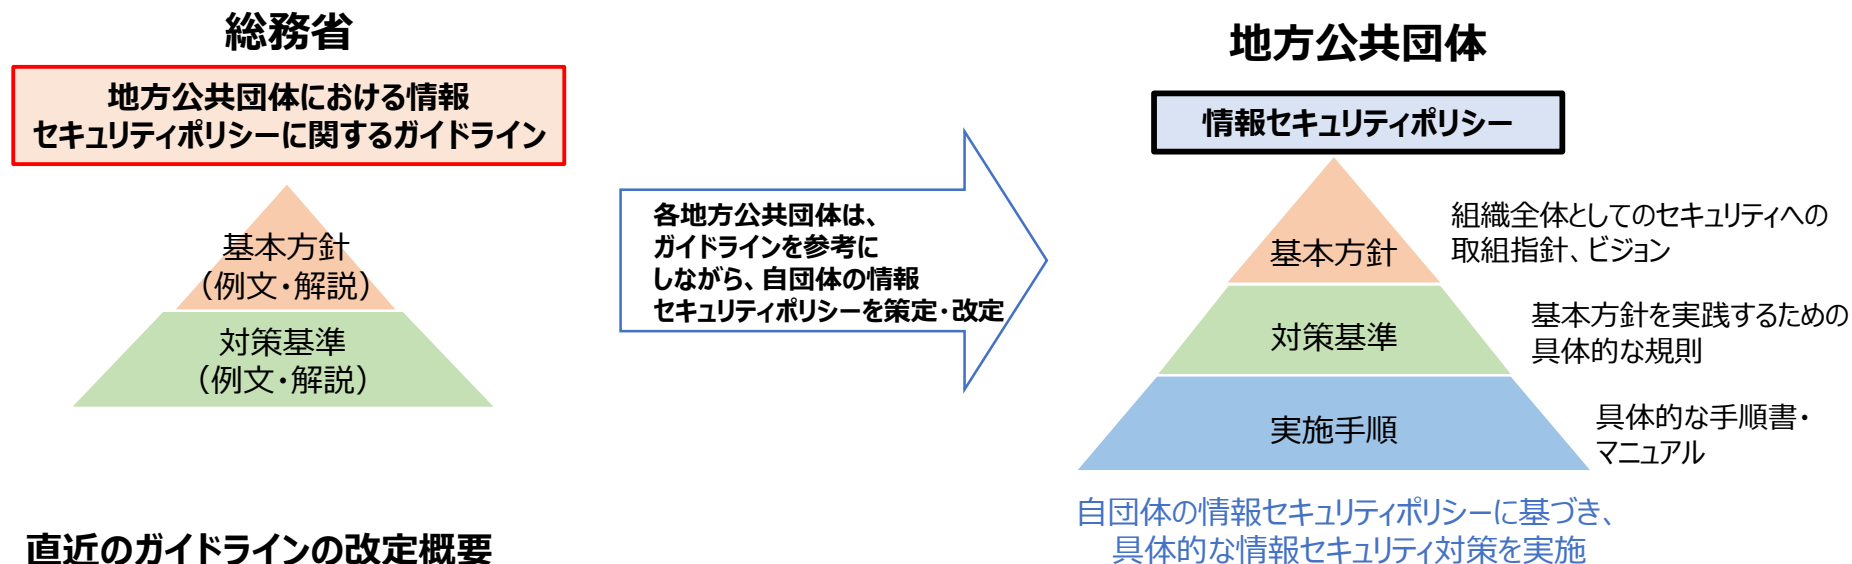 総務省
地方公共団体における情報
セキュリティポリシーに関するガイドライン
基本方針
（例文・解説）
対策基準
（例文・解説）
各地方公共団体は、
ガイドラインを参考に
しながら、自団体の情報
セキュリティポリシーを策定・改定
地方公共団体
情報セキュリティポリシー
基本方針
組織全体としてのセキュリティへの
取組指針、ビジョン
対策基準
基本方針を実践するための
具体的な規則
実施手順
具体的な手順書・
マニュアル
自団体の情報セキュリティポリシーに基づき、
具体的な情報セキュリティ対策を実施
直近のガイドラインの改定概要